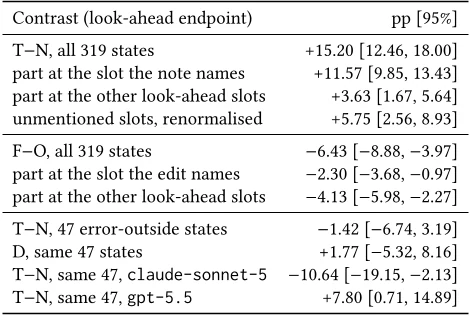 Contrast (look-ahead endpoint) pp [95%]
T−N, all 319 states +15.20 [12.46, 18.00]
part at the slot the note names +11.57 [9.85, 13.43]
part at the other look-ahead slots +3.63 [1.67, 5.64]
unmentioned slots, renormalised +5.75 [2.56, 8.93]
F−O, all 319 states −6.43 [−8.88, −3.97]
part at the slot the edit names −2.30 [−3.68, −0.97]
part at the other look-ahead slots −4.13 [−5.98, −2.27]
T−N, 47 error-outside states −1.42 [−6.74, 3.19]
D, same 47 states +1.77 [−5.32, 8.16]
T−N, same 47, claude-sonnet-5 −10.64 [−19.15, −2.13]
T−N, same 47, gpt-5.5 +7.80 [0.71, 14.89]